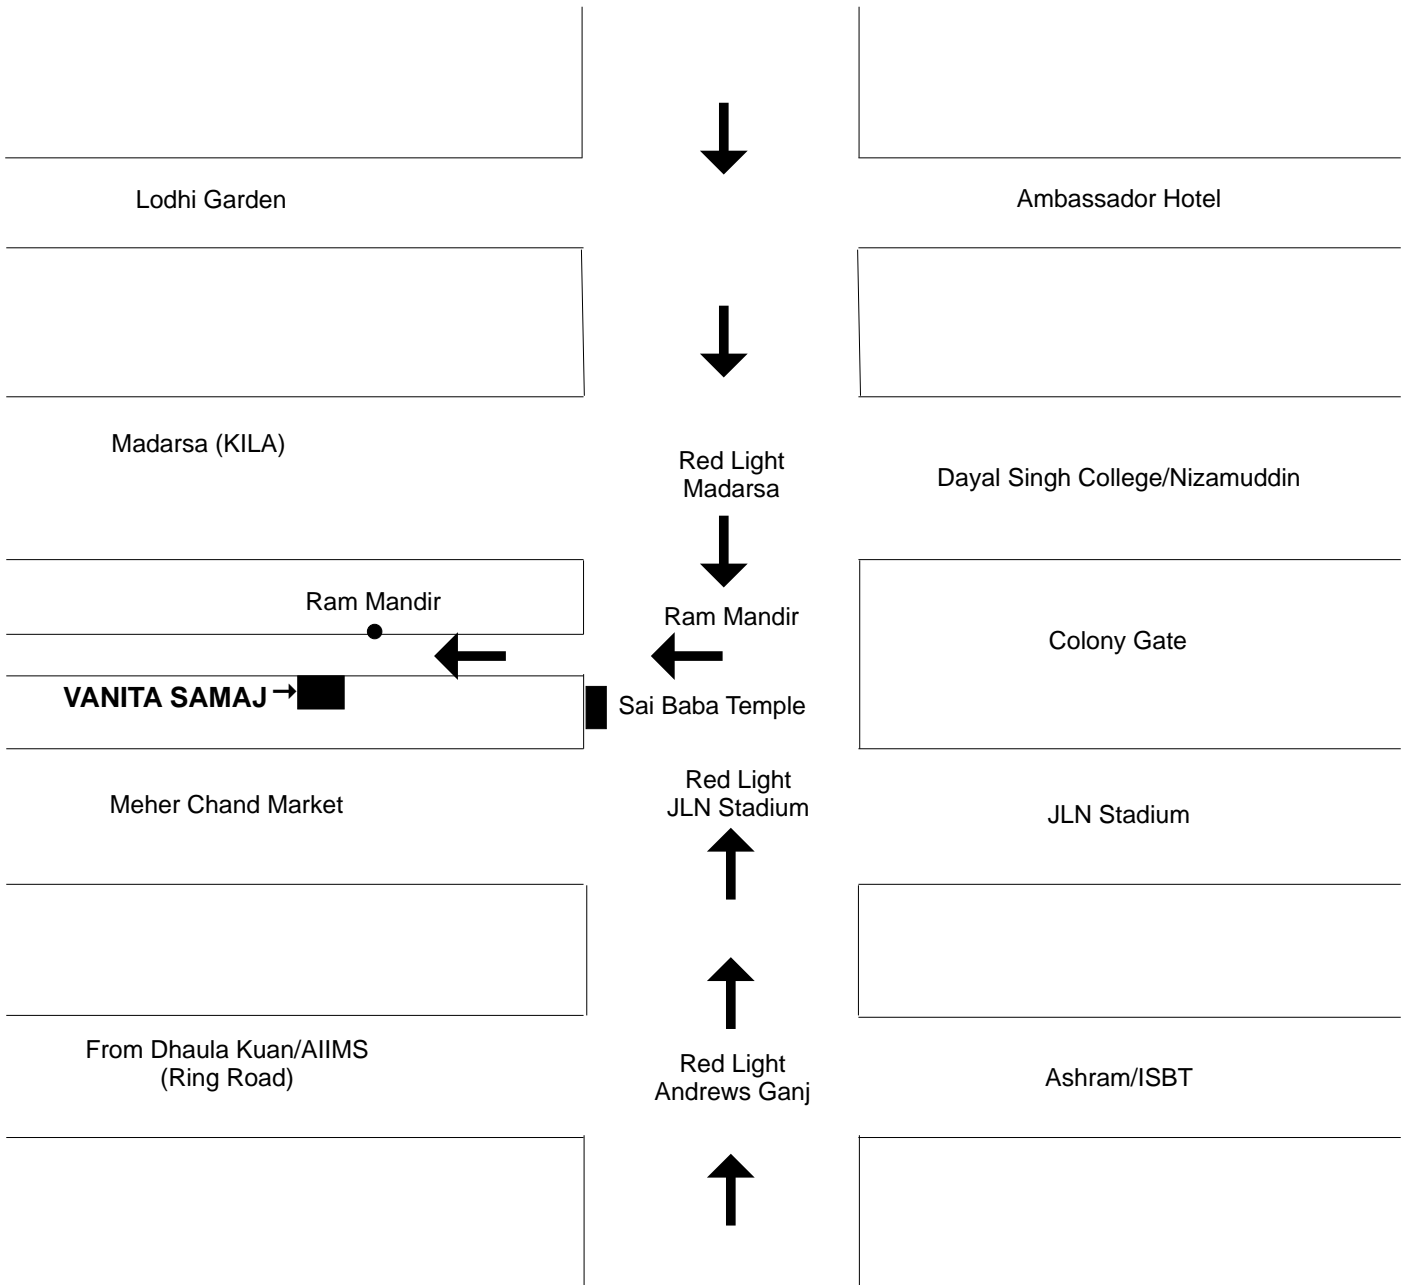 Lodhi Garden
Ambassador Hotel
Madarsa (KILA)
Red Light
Madarsa
Dayal Singh College/Nizamuddin
Ram Mandir
Ram Mandir
Colony Gate
VANITA SAMAJ
Sai Baba Temple
Meher Chand Market
Red Light
JLN Stadium
JLN Stadium
From Dhaula Kuan/AIIMS
(Ring Road)
Red Light
Andrews Ganj
Ashram/ISBT